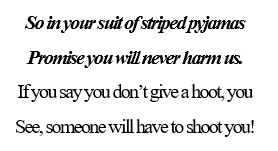 So in your suit of striped pyjamas
Promise you will never harm us.
If you say you don’t give a hoot, you
See, someone will have to shoot you!